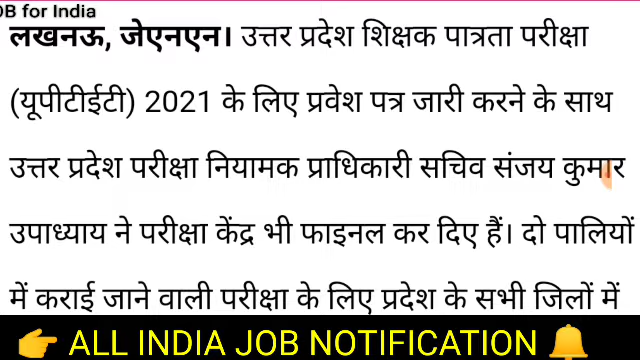 OB for India
लखनऊ, जेएनएन। उत्तर प्रदेश शिक्षक पात्रता परीक्षा
(यूपीटीईटी) 2021 के लिए प्रवेश पत्र जारी करने के साथ
उत्तर प्रदेश परीक्षा नियामक प्राधिकारी सचिव संजय कुमार
उपाध्याय ने परीक्षा केंद्र भी फाइनल कर दिए हैं। दो पालियों
में कराई जाने वाली परीक्षा के लिए प्रदेश के सभी जिलों में
👉 ALL INDIA JOB NOTIFICATION 🔔